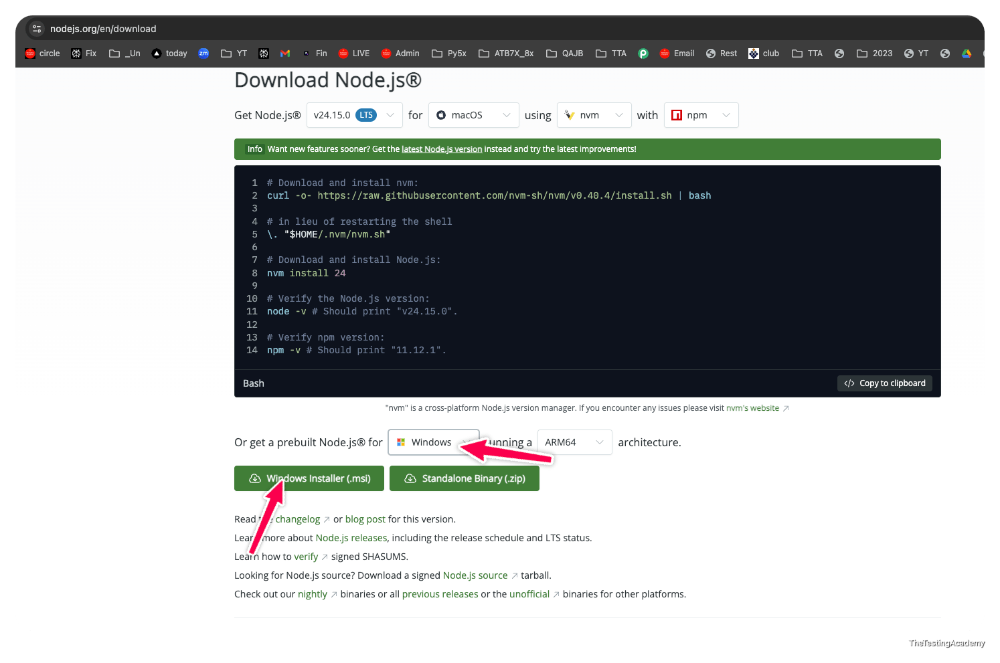 nodejs.org/en/download
circle Fix _Un today zm YT Fin LIVE Admin Py5x ATB7X_8x QAJB TTA Email Rest club TTA 2023 YT
Download Node.js®
Get Node.js® v24.15.0 LTS for macOS using nvm with npm
Info Want new features sooner? Get the latest Node.js version instead and try the latest improvements!
1 # Download and install nvm:
2 curl -o- https://raw.githubusercontent.com/nvm-sh/nvm/v0.40.4/install.sh | bash
3
4 # in lieu of restarting the shell
5 \. "$HOME/.nvm/nvm.sh"
6
7 # Download and install Node.js:
8 nvm install 24
9
10 # Verify the Node.js version:
11 node -v # Should print "v24.15.0".
12
13 # Verify npm version:
14 npm -v # Should print "11.12.1".
Bash </> Copy to clipboard
"nvm" is a cross-platform Node.js version manager. If you encounter any issues please visit nvm's website
Or get a prebuilt Node.js® for Windows running a ARM64 architecture.
Windows Installer (.msi) Standalone Binary (.zip)
Read the changelog or blog post for this version.
Learn more about Node.js releases, including the release schedule and LTS status.
Learn how to verify signed SHASUMS.
Looking for Node.js source? Download a signed Node.js source tarball.
Check out our nightly binaries or all previous releases or the unofficial binaries for other platforms.
TheTestingAcademy